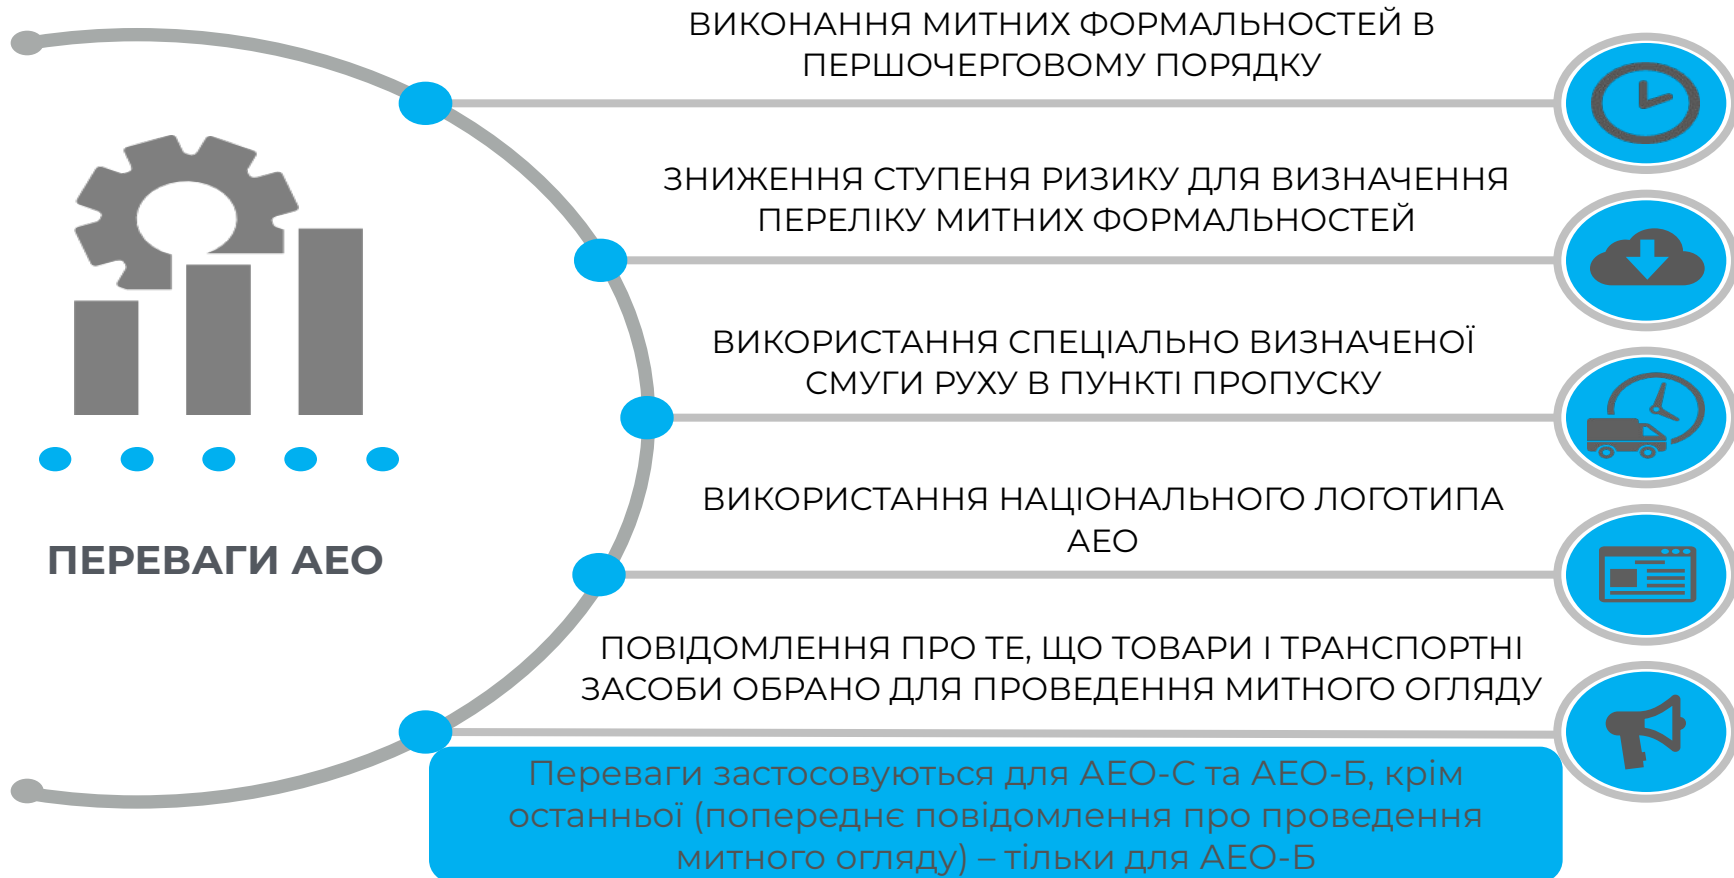 ВИКОНАННЯ МИТНИХ ФОРМАЛЬНОСТЕЙ В
ПЕРШОЧЕРГОВОМУ ПОРЯДКУ
ЗНИЖЕННЯ СТУПЕНЯ РИЗИКУ ДЛЯ ВИЗНАЧЕННЯ
ПЕРЕЛІКУ МИТНИХ ФОРМАЛЬНОСТЕЙ
ВИКОРИСТАННЯ СПЕЦІАЛЬНО ВИЗНАЧЕНОЇ
СМУГИ РУХУ В ПУНКТІ ПРОПУСКУ
ВИКОРИСТАННЯ НАЦІОНАЛЬНОГО ЛОГОТИПА
АЕО
ПЕРЕВАГИ АЕО
ПОВІДОМЛЕННЯ ПРО ТЕ, ЩО ТОВАРИ І ТРАНСПОРТНІ
ЗАСОБИ ОБРАНО ДЛЯ ПРОВЕДЕННЯ МИТНОГО ОГЛЯДУ
Переваги застосовуються для АЕО-С та АЕО-Б, крім
останньої (попереднє повідомлення про проведення
митного огляду) – тільки для АЕО-Б